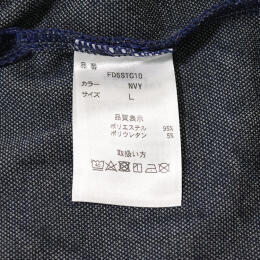 品 番
FD5STC10
カラー NVY
サイズ L
品質表示
ポリエステル 95%
ポリウレタン 5%
取扱い方